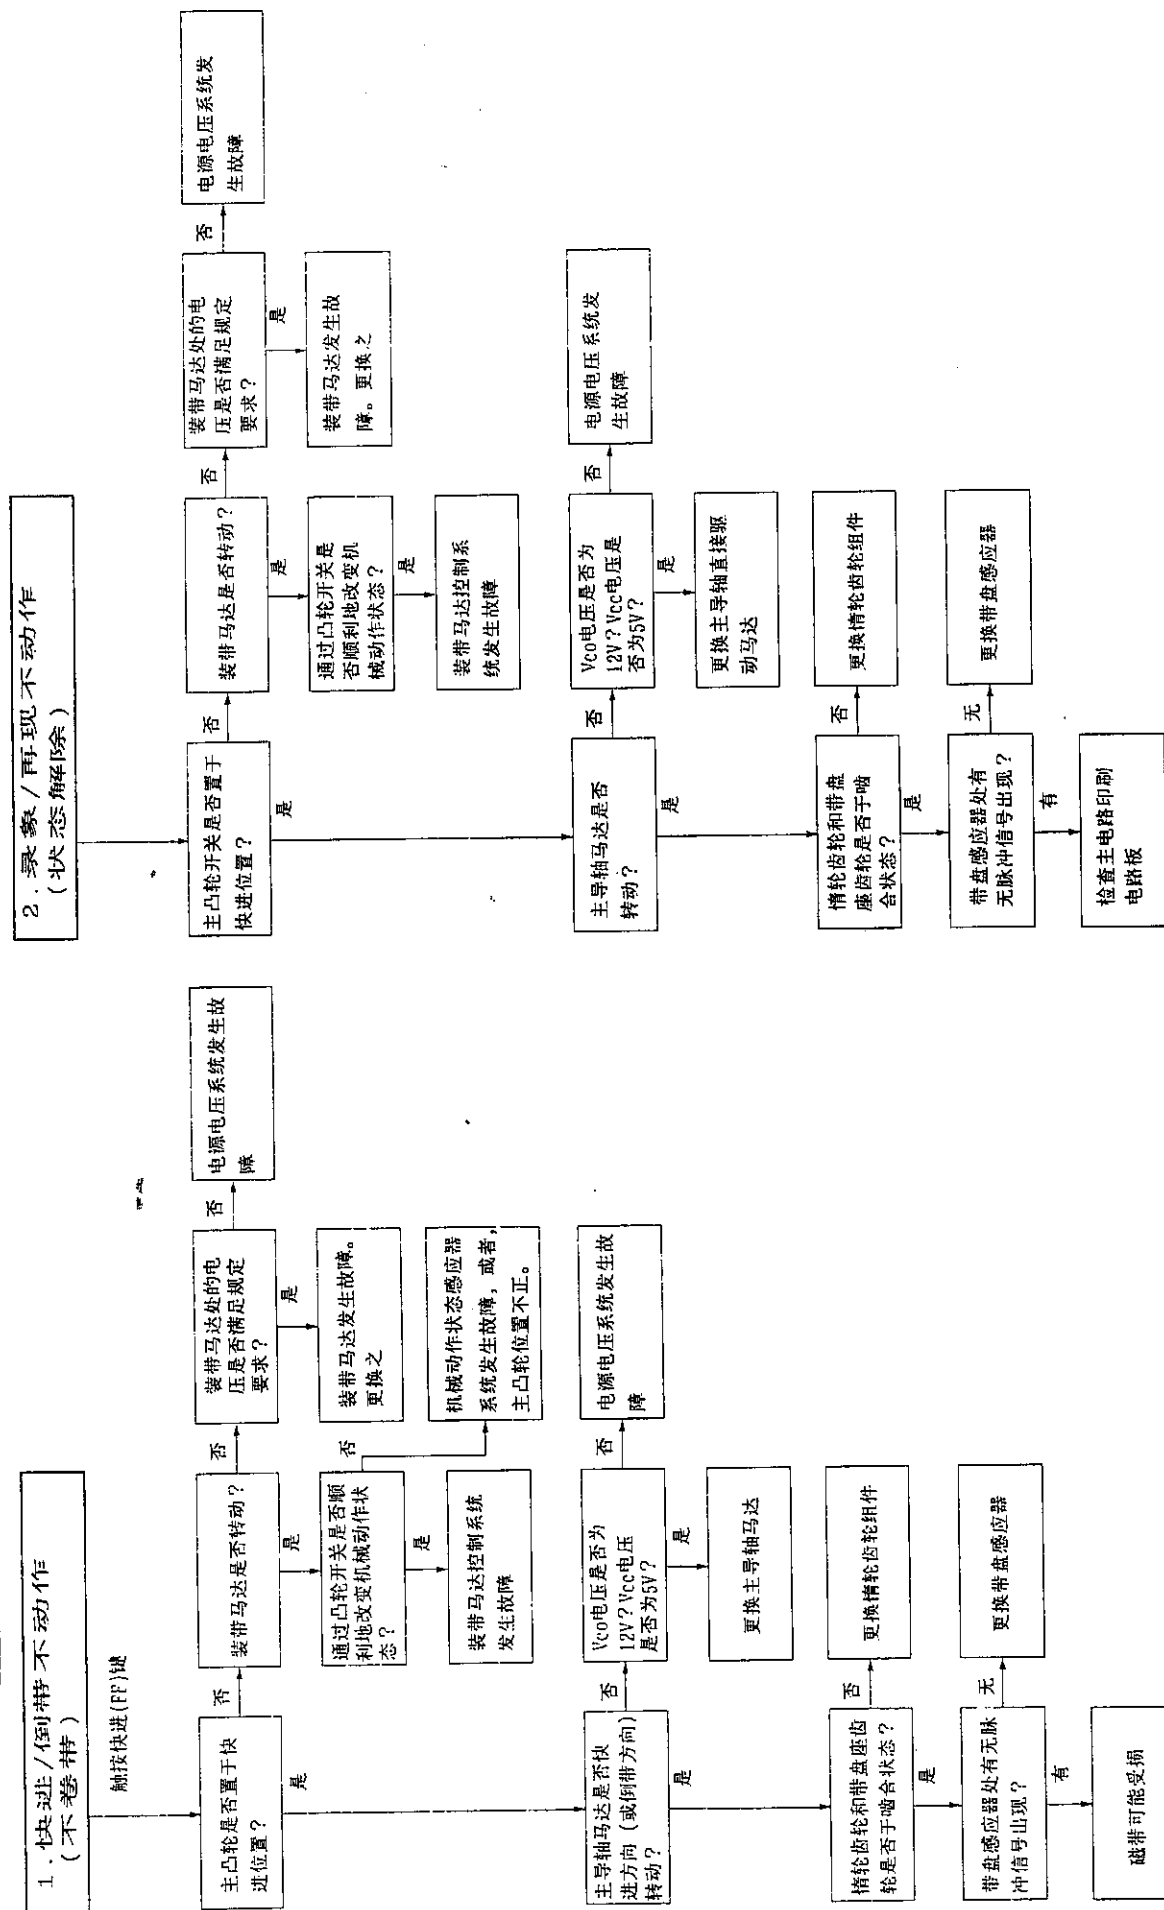 1.快进/倒带不动作
(不卷带)
触按快进(FF)键
主凸轮是否置于快
进位置?
否
装带马达是否转动?
否
装带马达处的电
压是否满足规定
要求?
否
电源电压系统发生故
障
是
装带马达发生故障。
更换之
是
通过凸轮开关是否顺
利地改变机械动作状
态?
否
机械动作状态感应器
系统发生故障,或者,
主凸轮位置不正。
是
装带马达控制系统
发生故障
是
主导轴马达是否快
进方向(或倒带方向)
转动?
否
Vco电压是否为
12V?Vcc电压
是否为5V?
否
电源电压系统发生故
障
是
更换主导轴马达
是
惰轮齿轮和带盘座齿
轮是否于啮合状态?
否
更换惰轮齿轮组件
是
带盘感应器处有无脉
冲信号出现?
无
更换带盘感应器
有
磁带可能受损
2.录象/再现不动作
(状态解除)
主凸轮开关是否置于
快进位置?
否
装带马达是否转动?
否
装带马达处的电
压是否满足规定
要求?
否
电源电压系统发
生故障
是
装带马达发生故
障。更换之
是
通过凸轮开关是
否顺利地改变机
械动作状态?
是
装带马达控制系
统发生故障
是
主导轴马达是否
转动?
否
Vco电压是否为
12V?Vcc电压是
否为5V?
否
电源电压系统发
生故障
是
更换主导轴直接驱
动马达
是
惰轮齿轮和带盘
座齿轮是否于啮
合状态?
否
更换惰轮齿轮组件
是
带盘感应器处有
无脉冲信号出现?
无
更换带盘感应器
有
检查主电路印刷
电路板